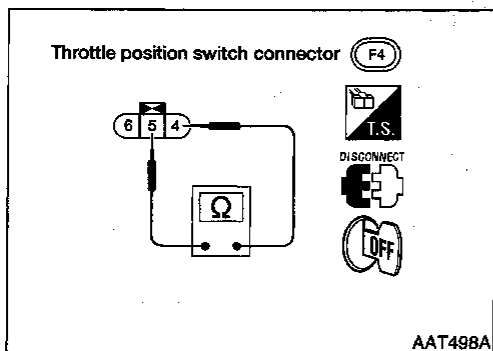 Throttle position switch connector F4
T.S.
6 5 4
DISCONNECT
Ω
OFF
AAT498A